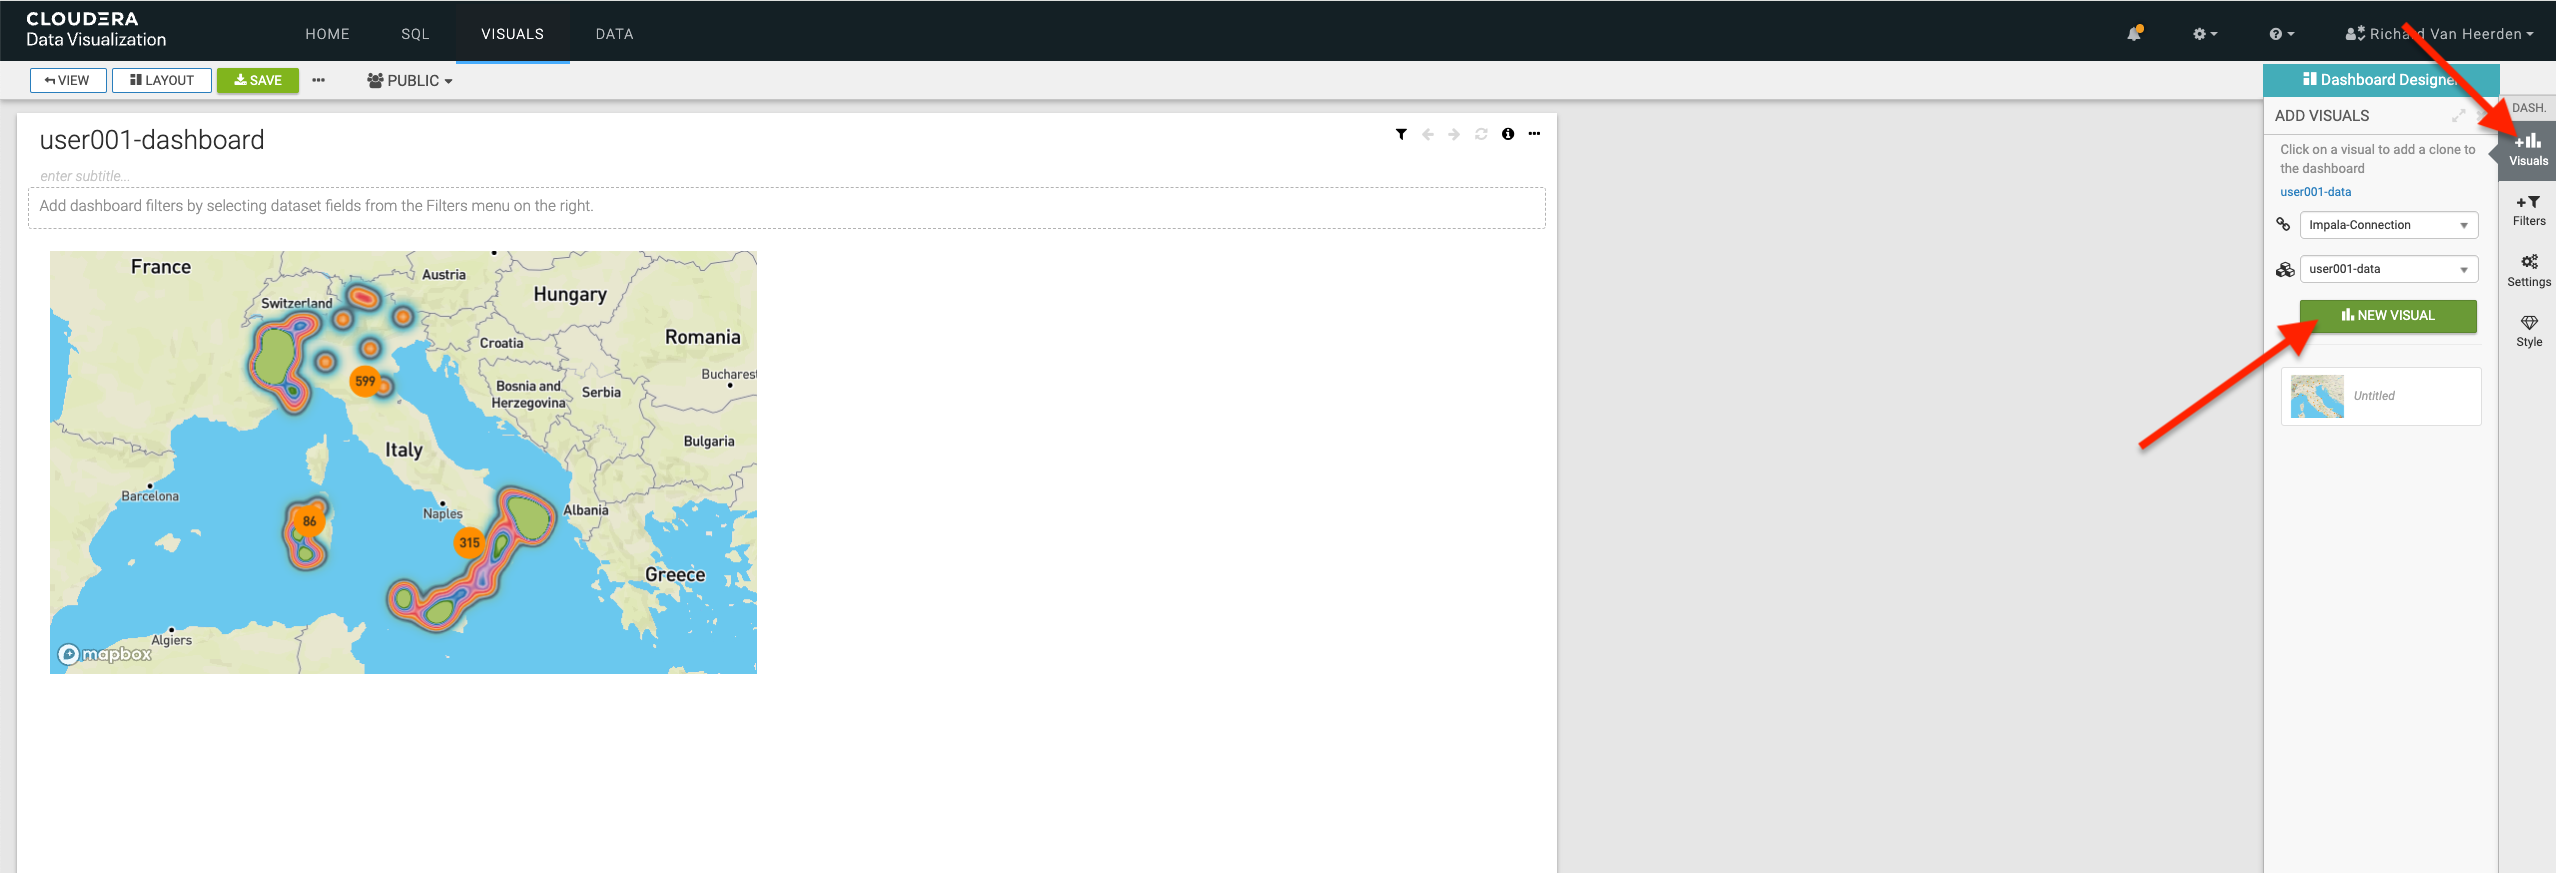 CLOUDERA
Data Visualization
HOME SQL VISUALS DATA
Richard Van Heerden
VIEW LAYOUT SAVE PUBLIC
Dashboard Designer
DASH.
ADD VISUALS
Click on a visual to add a clone to
the dashboard
user001-data
Impala-Connection
user001-data
NEW VISUAL
Untitled
Visuals
Filters
Settings
Style
user001-dashboard
enter subtitle...
Add dashboard filters by selecting dataset fields from the Filters menu on the right.
France
Austria
Hungary
Switzerland
Romania
Croatia
Bucharest
599
Bosnia and
Herzegovina
Serbia
Italy
Bulgaria
Barcelona
Naples
Albania
86
315
Greece
Algiers
mapbox